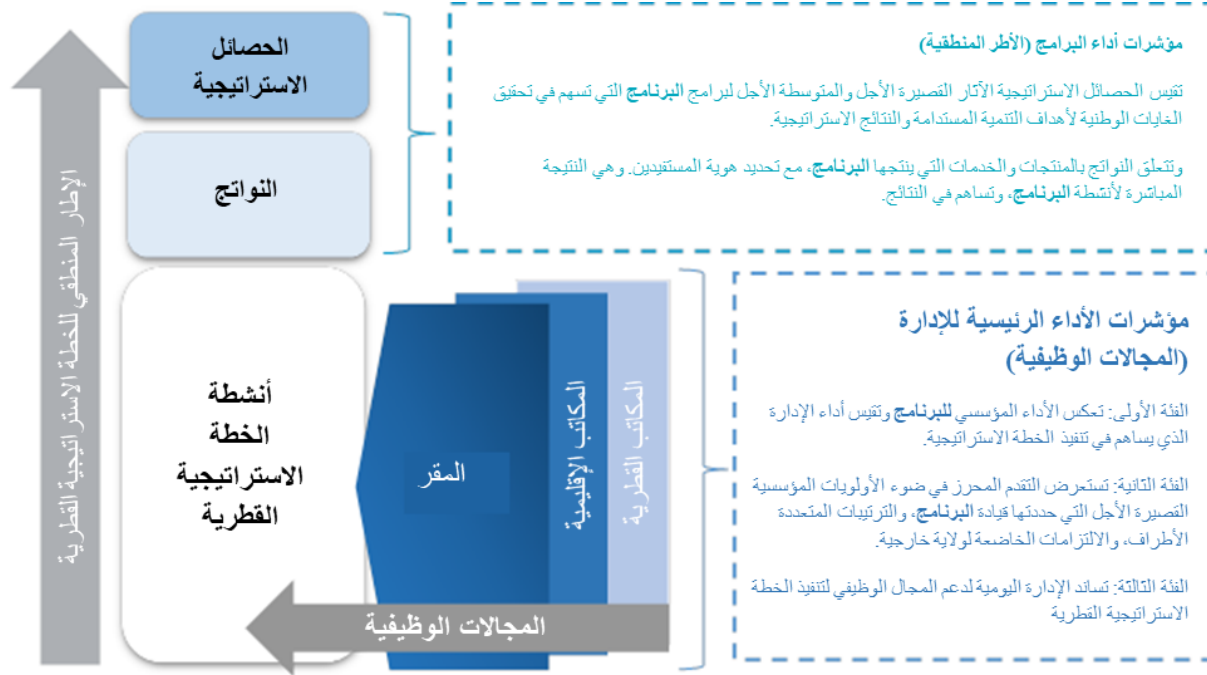 الحصائل
الاستراتيجية
النواتج
أنشطة
الخطة
الاستراتيجية
القطرية
الإطار المنطقي للخطة الاستراتيجية القطرية
المقر
المكاتب الإقليمية
المكاتب القطرية
المجالات الوظيفية
مؤشرات أداء البرامج (الأطر المنطقية)
تقيس الحصائل الاستراتيجية الآثار القصيرة الأجل والمتوسطة الأجل لبرامج البرنامج التي تسهم في تحقيق
الغايات الوطنية لأهداف التنمية المستدامة والنتائج الاستراتيجية.
وتتعلق النواتج بالمنتجات والخدمات التي ينتجها البرنامج، مع تحديد هوية المستفيدين. وهي النتيجة
المباشرة لأنشطة البرنامج، وتساهم في النتائج.
مؤشرات الأداء الرئيسية للإدارة
(المجالات الوظيفية)
الفئة الأولى: تعكس الأداء المؤسسي للبرنامج وتقيس أداء الإدارة
الذي يساهم في تنفيذ الخطة الاستراتيجية.
الفئة الثانية: تستعرض التقدم المحرز في ضوء الأولويات المؤسسية
القصيرة الأجل التي حددتها قيادة البرنامج، والترتيبات المتعددة
الأطراف، والالتزامات الخاضعة لولاية خارجية.
الفئة الثالثة: تساند الإدارة اليومية لدعم المجال الوظيفي لتنفيذ الخطة
الاستراتيجية القطرية